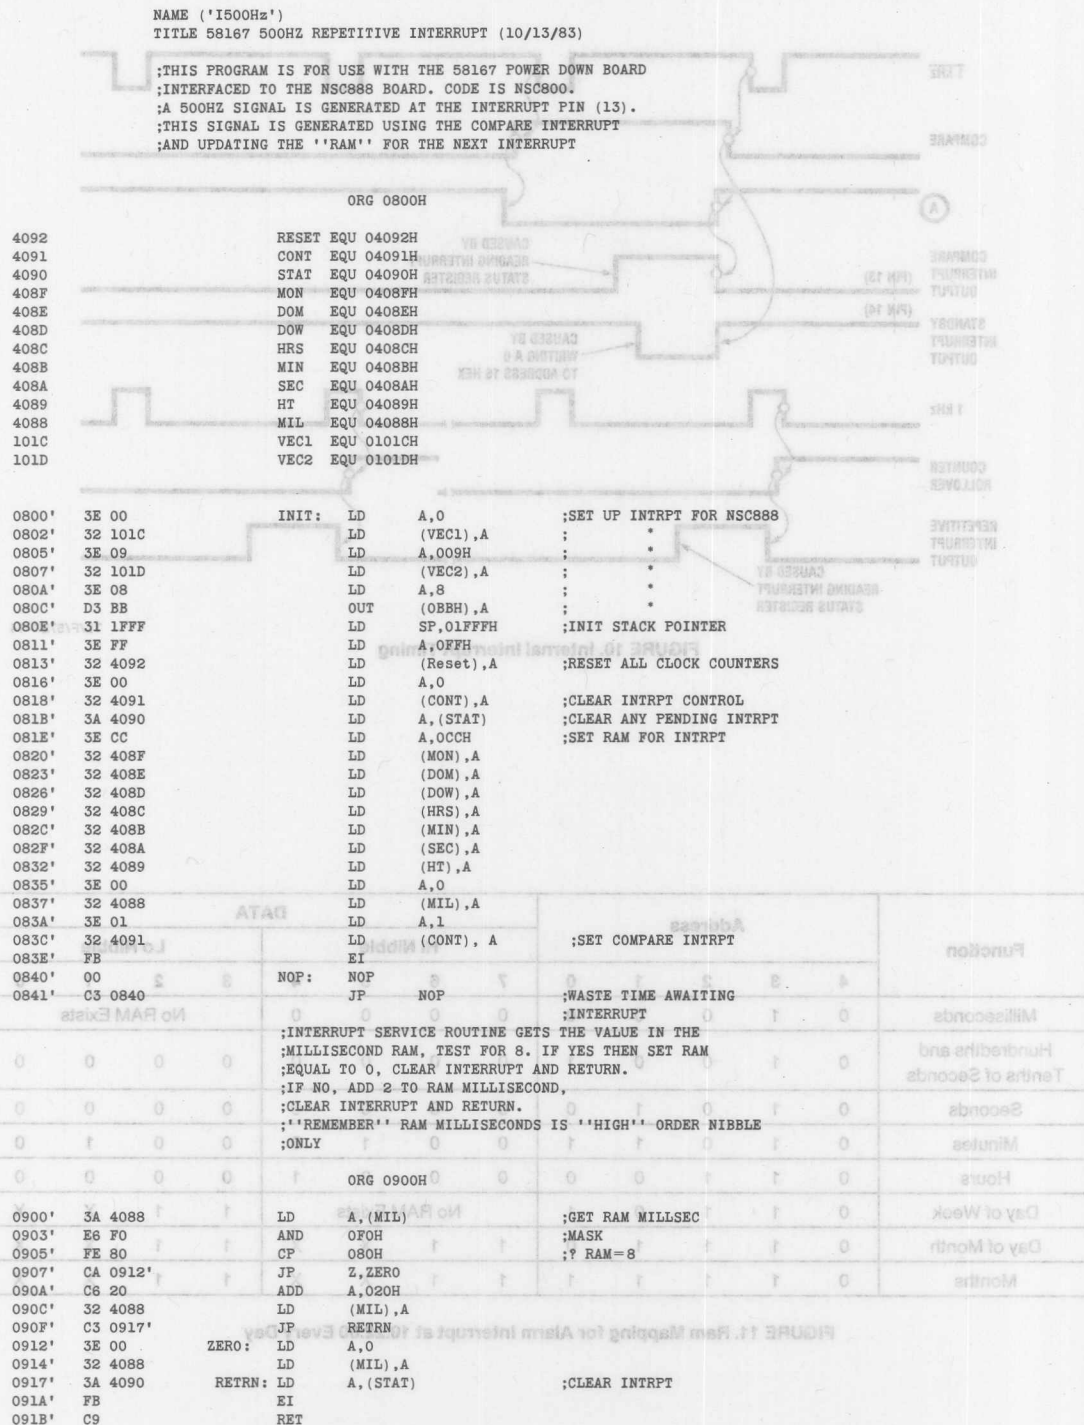 NAME ('I500Hz')
TITLE 58167 500HZ REPETITIVE INTERRUPT (10/13/83)
;THIS PROGRAM IS FOR USE WITH THE 58167 POWER DOWN BOARD
;INTERFACED TO THE NSC888 BOARD. CODE IS NSC800.
;A 500HZ SIGNAL IS GENERATED AT THE INTERRUPT PIN (13).
;THIS SIGNAL IS GENERATED USING THE COMPARE INTERRUPT
;AND UPDATING THE ''RAM'' FOR THE NEXT INTERRUPT
ORG 0800H
4092 RESET EQU 04092H
4091 CONT EQU 04091H
4090 STAT EQU 04090H
408F MON EQU 0408FH
408E DOM EQU 0408EH
408D DOW EQU 0408DH
408C HRS EQU 0408CH
408B MIN EQU 0408BH
408A SEC EQU 0408AH
4089 HT EQU 04089H
4088 MIL EQU 04088H
101C VEC1 EQU 0101CH
101D VEC2 EQU 0101DH
0800' 3E 00 INIT: LD A,0 ;SET UP INTRPT FOR NSC888
0802' 32 101C LD (VEC1),A ; *
0805' 3E 09 LD A,009H ; *
0807' 32 101D LD (VEC2),A ; *
080A' 3E 08 LD A,8 ; *
080C' D3 BB OUT (0BBH),A ; *
080E' 31 1FFF LD SP,01FFFH ;INIT STACK POINTER
0811' 3E FF LD A,0FFH
0813' 32 4092 LD (Reset),A ;RESET ALL CLOCK COUNTERS
0816' 3E 00 LD A,0
0818' 32 4091 LD (CONT),A ;CLEAR INTRPT CONTROL
081B' 3A 4090 LD A,(STAT) ;CLEAR ANY PENDING INTRPT
081E' 3E CC LD A,0CCH ;SET RAM FOR INTRPT
0820' 32 408F LD (MON),A
0823' 32 408E LD (DOM),A
0826' 32 408D LD (DOW),A
0829' 32 408C LD (HRS),A
082C' 32 408B LD (MIN),A
082F' 32 408A LD (SEC),A
0832' 32 4089 LD (HT),A
0835' 3E 00 LD A,0
0837' 32 4088 LD (MIL),A
083A' 3E 01 LD A,1
083C' 32 4091 LD (CONT), A ;SET COMPARE INTRPT
083E' FB EI
0840' 00 NOP: NOP
0841' C3 0840 JP NOP ;WASTE TIME AWAITING
;INTERRUPT
;INTERRUPT SERVICE ROUTINE GETS THE VALUE IN THE
;MILLISECOND RAM, TEST FOR 8. IF YES THEN SET RAM
;EQUAL TO 0, CLEAR INTERRUPT AND RETURN.
;IF NO, ADD 2 TO RAM MILLISECOND,
;CLEAR INTERRUPT AND RETURN.
;''REMEMBER'' RAM MILLISECONDS IS ''HIGH'' ORDER NIBBLE
;ONLY
ORG 0900H
0900' 3A 4088 LD A,(MIL) ;GET RAM MILLSEC
0903' E6 F0 AND 0F0H ;MASK
0905' FE 80 CP 080H ;? RAM=8
0907' CA 0912' JP Z,ZERO
090A' C6 20 ADD A,020H
090C' 32 4088 LD (MIL),A
090F' C3 0917' JP RETRN
0912' 3E 00 ZERO: LD A,0
0914' 32 4088 LD (MIL),A
0917' 3A 4090 RETRN: LD A,(STAT) ;CLEAR INTRPT
091A' FB EI
091B' C9 RET